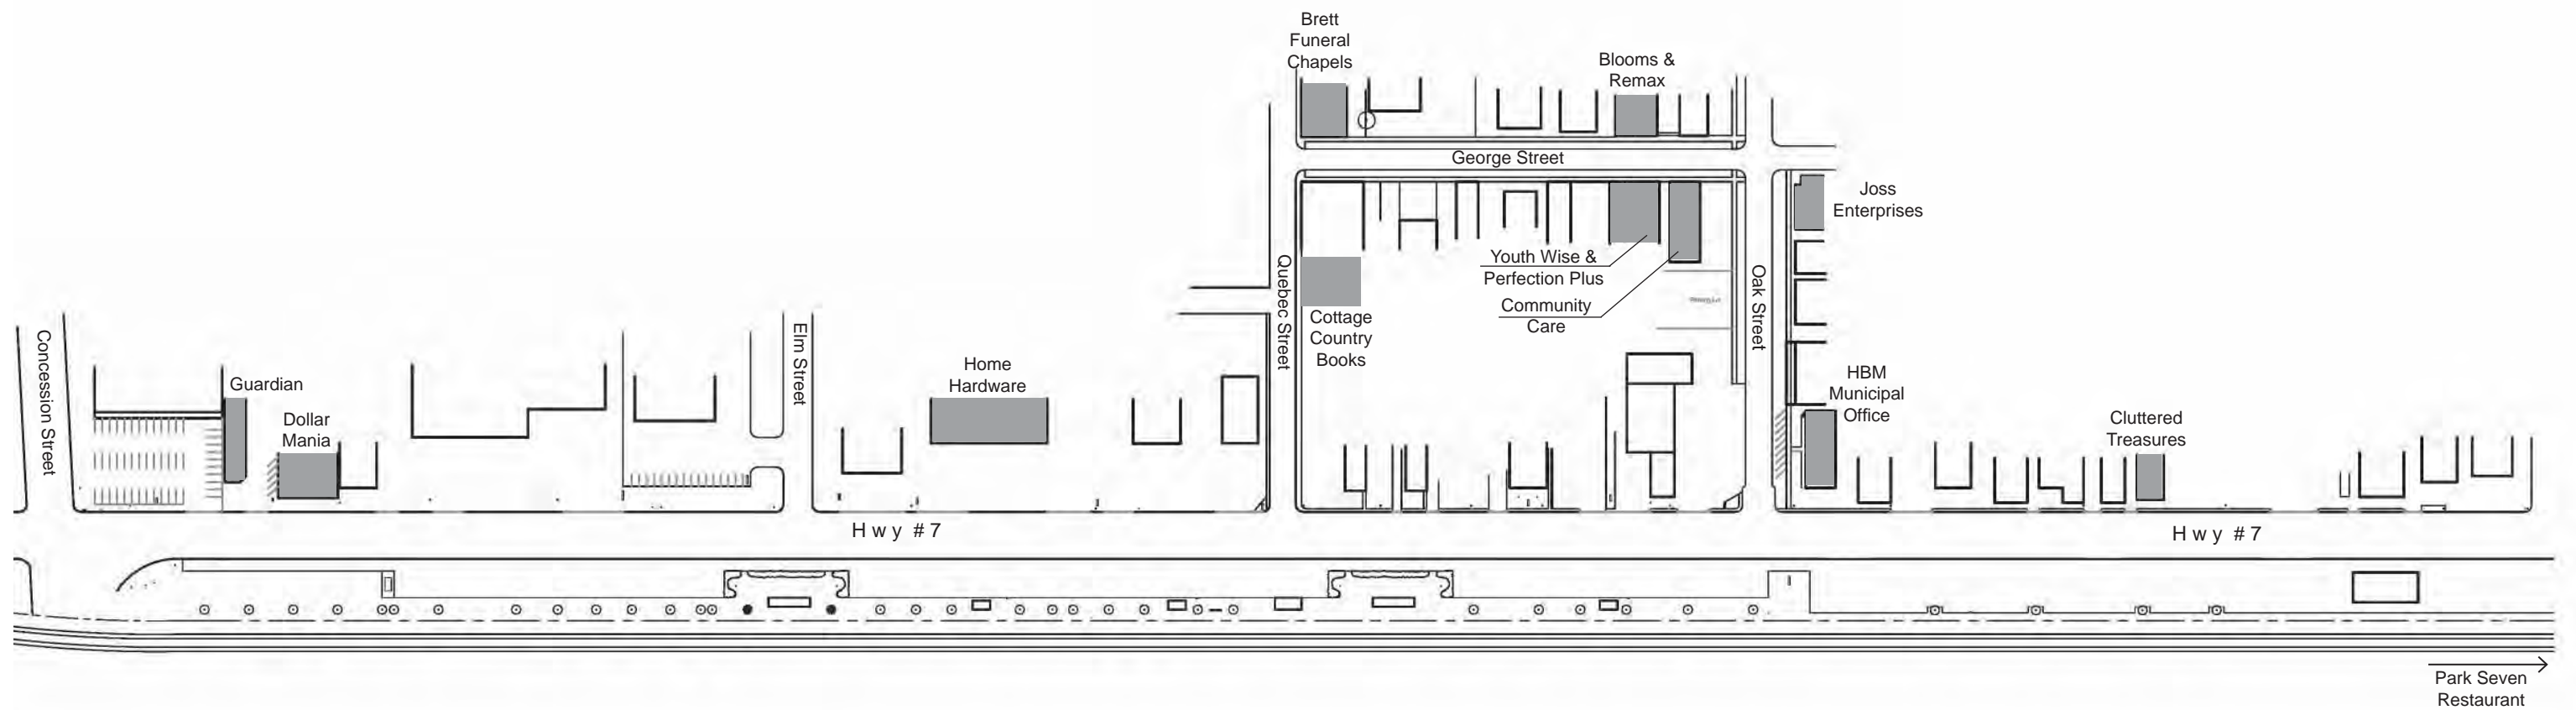 Brett
Funeral
Chapels
Blooms &
Remax
George Street
Joss
Enterprises
Youth Wise &
Perfection Plus
Community
Care
Quebec Street
Cottage
Country
Books
Oak Street
Concession Street
Elm Street
Guardian
Dollar
Mania
Home
Hardware
HBM
Municipal
Office
Cluttered
Treasures
Hwy #7
Hwy #7
Park Seven
Restaurant